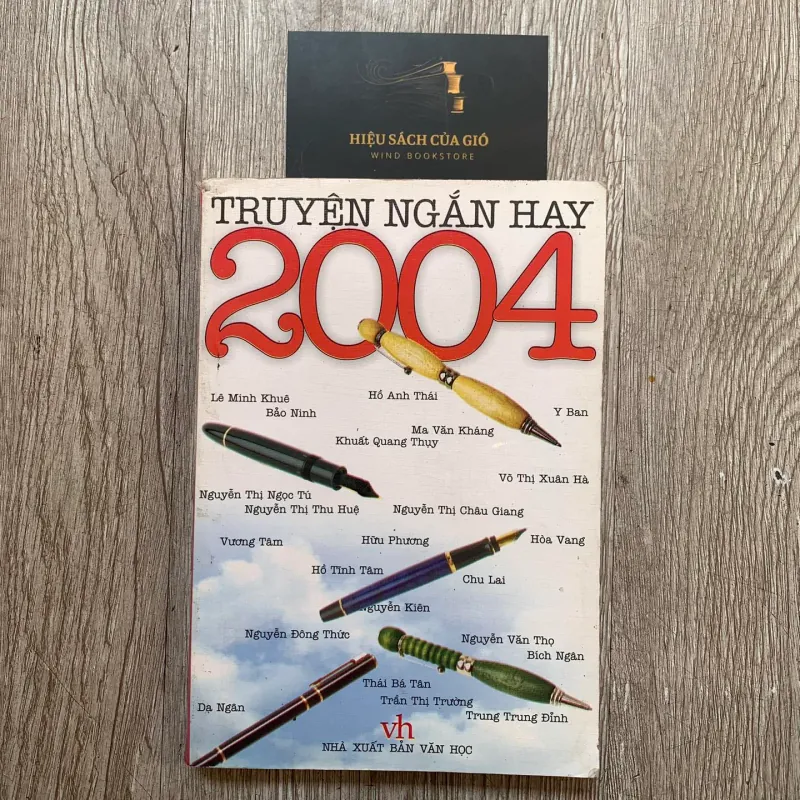 HIỆU SÁCH CỦA GIÓ
WIND BOOKSTORE
TRUYỆN NGẮN HAY
2004
Lê Minh Khuê
Hồ Anh Thái
Bảo Ninh
Y Ban
Ma Văn Kháng
Khuất Quang Thụy
Võ Thị Xuân Hà
Nguyễn Thị Ngọc Tú
Nguyễn Thị Thu Huệ
Nguyễn Thị Châu Giang
Vương Tâm
Hữu Phương
Hòa Vang
Hồ Tĩnh Tâm
Chu Lai
Nguyễn Kiên
Nguyễn Đông Thức
Nguyễn Văn Thọ
Bích Ngân
Thái Bá Tân
Dạ Ngân
Trần Thị Trường
Trung Trung Đỉnh
vh
NHÀ XUẤT BẢN VĂN HỌC